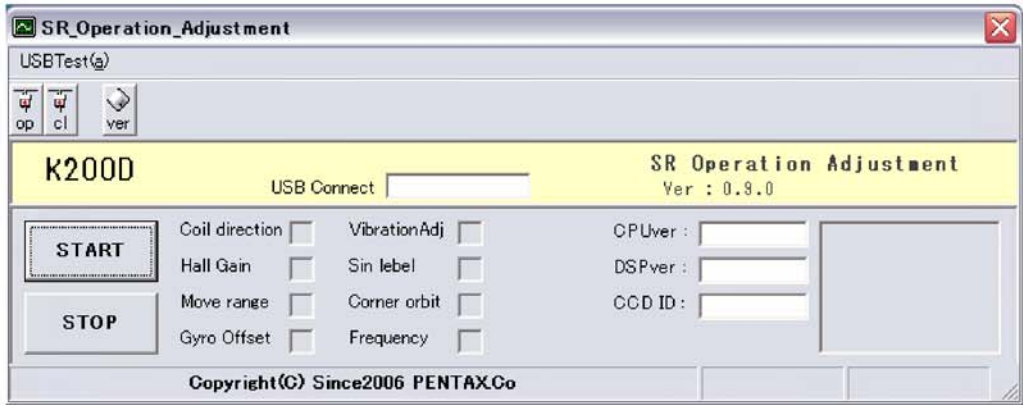 SR_Operation_Adjustment
USBTest(a)
op cl ver
K200D
SR Operation Adjustment
USB Connect
Ver : 0.9.0
START
STOP
Coil direction
VibrationAdj
Hall Gain
Sin lebel
Move range
Corner orbit
Gyro Offset
Frequency
CPUver :
DSPver :
CCD ID :
Copyright(C) Since2006 PENTAX.Co